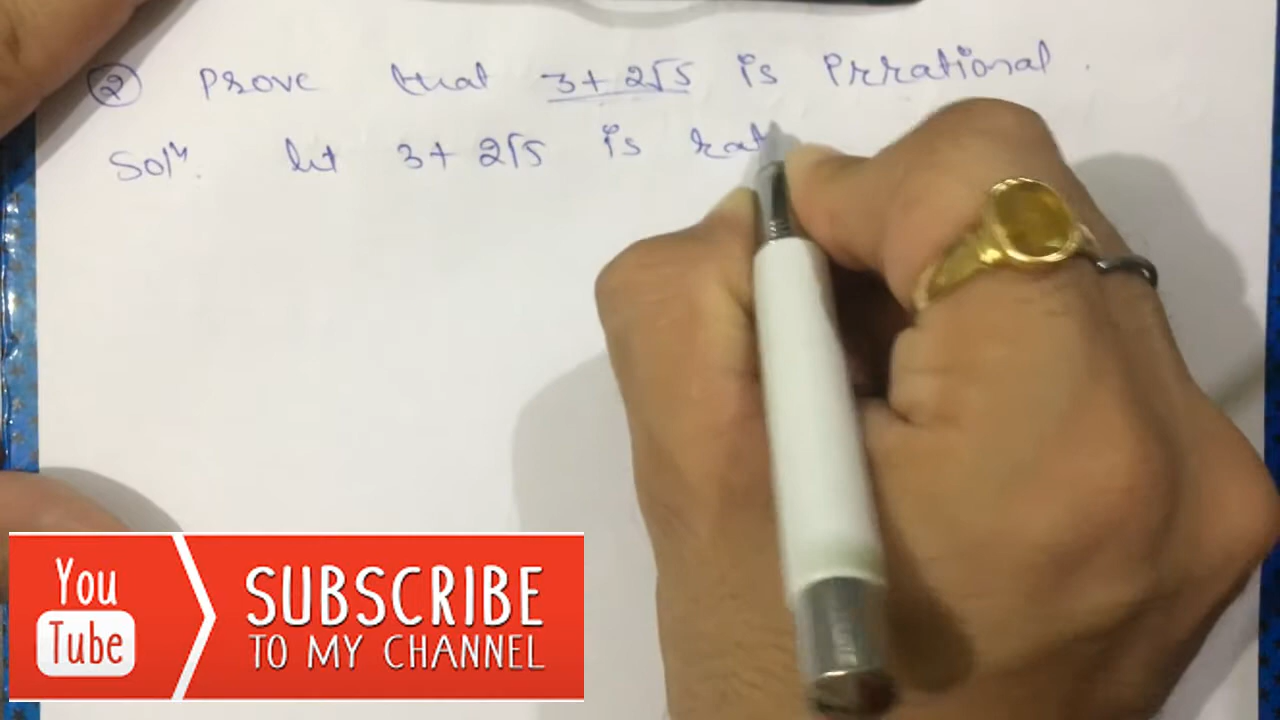 ② Prove that 3+2√5 is Irrational.
Solⁿ. let 3+ 2√5 is rat
You
Tube
SUBSCRIBE
TO MY CHANNEL